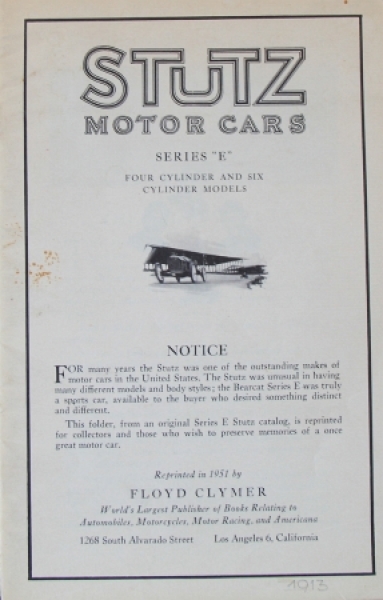 STUTZ
MOTOR CARS
SERIES "E"
FOUR CYLINDER AND SIX
CYLINDER MODELS
NOTICE
FOR many years the Stutz was one of the outstanding makes of
motor cars in the United States. The Stutz was unusual in having
many different models and body styles; the Bearcat Series E was truly
a sports car, available to the buyer who desired something distinct
and different.
This folder, from an original Series E Stutz catalog, is reprinted
for collectors and those who wish to preserve memories of a once
great motor car.
Reprinted in 1951 by
FLOYD CLYMER
World's Largest Publisher of Books Relating to
Automobiles, Motorcycles, Motor Racing, and Americana
1268 South Alvarado Street Los Angeles 6, California
1913